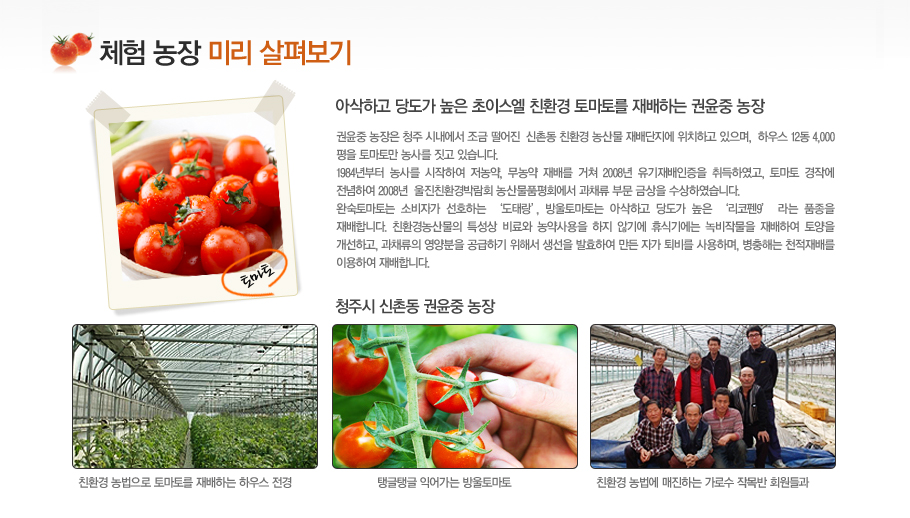 체험 농장 미리 살펴보기
아삭하고 당도가 높은 초이스엘 친환경 토마토를 재배하는 권윤중 농장
권윤중 농장은 청주 시내에서 조금 떨어진 신촌동 친환경 농산물 재배단지에 위치하고 있으며, 하우스 12동 4,000
평을 토마토만 농사를 짓고 있습니다.
1984년부터 농사를 시작하여 저농약, 무농약 재배를 거쳐 2008년 유기재배인증을 취득하였고, 토마토 경작에
전념하여 2008년 울진친환경박람회 농산물품평회에서 과채류 부문 금상을 수상하였습니다.
완숙토마토는 소비자가 선호하는 ‘도태랑’, 방울토마토는 아삭하고 당도가 높은 ‘리코펜9’ 라는 품종을
재배합니다. 친환경농산물의 특성상 비료와 농약사용을 하지 않기에 휴식기에는 녹비작물을 재배하여 토양을
개선하고, 과채류의 영양분을 공급하기 위해서 생선을 발효하여 만든 자가 퇴비를 사용하며, 병충해는 천적재배를
이용하여 재배합니다.
토마토
청주시 신촌동 권윤중 농장
친환경 농법으로 토마토를 재배하는 하우스 전경
탱글탱글 익어가는 방울토마토
친환경 농법에 매진하는 가로수 작목반 회원들과